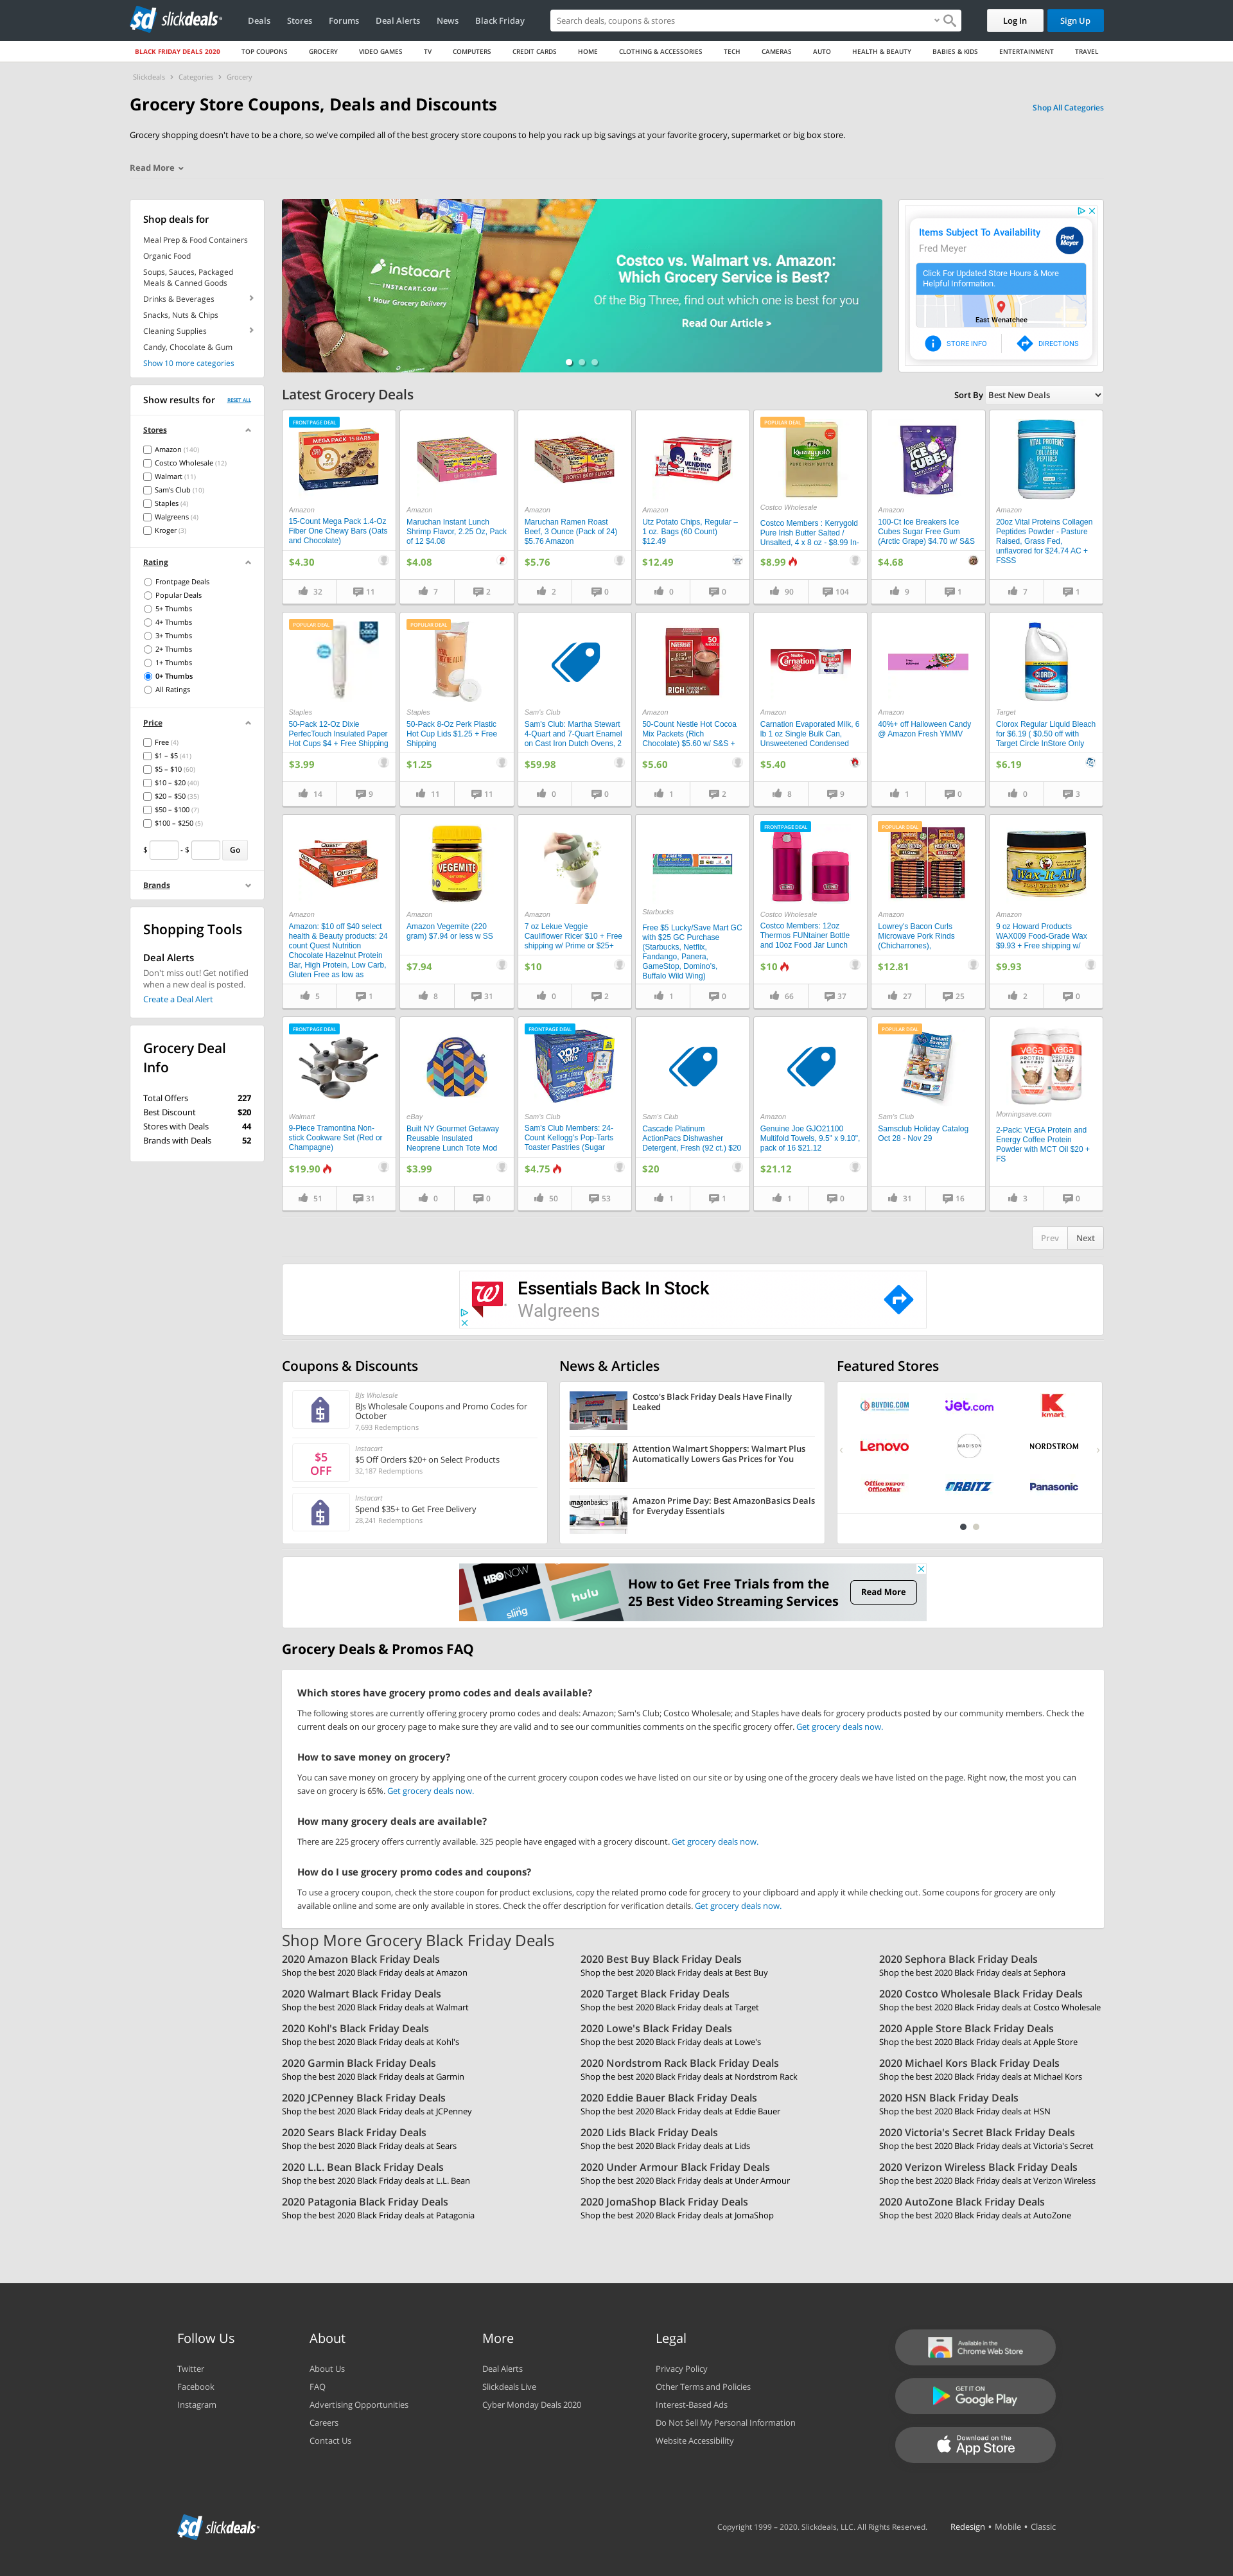 slickdeals
Deals
Stores
Forums
Deal Alerts
News
Black Friday
Search deals, coupons & stores
Log In
Sign Up
BLACK FRIDAY DEALS 2020
TOP COUPONS
GROCERY
VIDEO GAMES
TV
COMPUTERS
CREDIT CARDS
HOME
CLOTHING & ACCESSORIES
TECH
CAMERAS
AUTO
HEALTH & BEAUTY
BABIES & KIDS
ENTERTAINMENT
TRAVEL
Slickdeals > Categories > Grocery
Grocery Store Coupons, Deals and Discounts
Shop All Categories
Grocery shopping doesn't have to be a chore, so we've compiled all of the best grocery store coupons to help you rack up big savings at your favorite grocery, supermarket or big box store.
Read More
Shop deals for
Meal Prep & Food Containers
Organic Food
Soups, Sauces, Packaged
Meals & Canned Goods
Drinks & Beverages
Snacks, Nuts & Chips
Cleaning Supplies
Candy, Chocolate & Gum
Show 10 more categories
Show results for
RESET ALL
Stores
Amazon (140)
Costco Wholesale (12)
Walmart (11)
Sam's Club (10)
Staples (4)
Walgreens (4)
Kroger (3)
Rating
Frontpage Deals
Popular Deals
5+ Thumbs
4+ Thumbs
3+ Thumbs
2+ Thumbs
1+ Thumbs
0+ Thumbs
All Ratings
Price
Free (4)
$1 – $5 (41)
$5 – $10 (60)
$10 – $20 (40)
$20 – $50 (35)
$50 – $100 (7)
$100 – $250 (5)
$ - $ Go
Brands
Shopping Tools
Deal Alerts
Don't miss out! Get notified
when a new deal is posted.
Create a Deal Alert
Grocery Deal
Info
Total Offers 227
Best Discount $20
Stores with Deals 44
Brands with Deals 52
instacart
INSTACART.COM
1 Hour Grocery Delivery
Costco vs. Walmart vs. Amazon:
Which Grocery Service is Best?
Of the Big Three, find out which one is best for you
Read Our Article >
Items Subject To Availability
Fred Meyer
Fred Meyer
Click For Updated Store Hours & More
Helpful Information.
East Wenatchee
STORE INFO
DIRECTIONS
Latest Grocery Deals
Sort By Best New Deals
FRONTPAGE DEAL
MEGA PACK 15 BARS
Amazon
15-Count Mega Pack 1.4-Oz
Fiber One Chewy Bars (Oats
and Chocolate)
$4.30
32 11
Amazon
Maruchan Instant Lunch
Shrimp Flavor, 2.25 Oz, Pack
of 12 $4.08
$4.08
7 2
ROAST BEEF FLAVOR
Amazon
Maruchan Ramen Roast
Beef, 3 Ounce (Pack of 24)
$5.76 Amazon
$5.76
2 0
VENDING
Amazon
Utz Potato Chips, Regular –
1 oz. Bags (60 Count)
$12.49
$12.49
0 0
POPULAR DEAL
Kerrygold
PURE IRISH BUTTER
Costco Wholesale
Costco Members : Kerrygold
Pure Irish Butter Salted /
Unsalted, 4 x 8 oz - $8.99 In-
$8.99
90 104
ICE CUBES
Amazon
100-Ct Ice Breakers Ice
Cubes Sugar Free Gum
(Arctic Grape) $4.70 w/ S&S
$4.68
9 1
VITAL PROTEINS
COLLAGEN
PEPTIDES
Amazon
20oz Vital Proteins Collagen
Peptides Powder - Pasture
Raised, Grass Fed,
unflavored for $24.74 AC +
FSSS
7 1
POPULAR DEAL
50
Staples
50-Pack 12-Oz Dixie
PerfecTouch Insulated Paper
Hot Cups $4 + Free Shipping
$3.99
14 9
POPULAR DEAL
Staples
50-Pack 8-Oz Perk Plastic
Hot Cup Lids $1.25 + Free
Shipping
$1.25
11 11
Sam's Club
Sam's Club: Martha Stewart
4-Quart and 7-Quart Enamel
on Cast Iron Dutch Ovens, 2
$59.98
0 0
50
Nestle
RICH
Amazon
50-Count Nestle Hot Cocoa
Mix Packets (Rich
Chocolate) $5.60 w/ S&S +
$5.60
1 2
Carnation
Amazon
Carnation Evaporated Milk, 6
lb 1 oz Single Bulk Can,
Unsweetened Condensed
$5.40
8 9
Amazon
40%+ off Halloween Candy
@ Amazon Fresh YMMV
1 0
CLOROX
Target
Clorox Regular Liquid Bleach
for $6.19 ( $0.50 off with
Target Circle InStore Only
$6.19
0 3
QUEST
Amazon
Amazon: $10 off $40 select
health & Beauty products: 24
count Quest Nutrition
Chocolate Hazelnut Protein
Bar, High Protein, Low Carb,
Gluten Free as low as
5 1
VEGEMITE
Amazon
Amazon Vegemite (220
gram) $7.94 or less w SS
$7.94
8 31
Amazon
7 oz Lekue Veggie
Cauliflower Ricer $10 + Free
shipping w/ Prime or $25+
$10
0 2
Starbucks
Free $5 Lucky/Save Mart GC
with $25 GC Purchase
(Starbucks, Netflix,
Fandango, Panera,
GameStop, Domino's,
Buffalo Wild Wing)
1 0
FRONTPAGE DEAL
Costco Wholesale
Costco Members: 12oz
Thermos FUNtainer Bottle
and 10oz Food Jar Lunch
$10
66 37
POPULAR DEAL
Amazon
Lowrey's Bacon Curls
Microwave Pork Rinds
(Chicharrones),
$12.81
27 25
Wax-It-All
Amazon
9 oz Howard Products
WAX009 Food-Grade Wax
$9.93 + Free shipping w/
$9.93
2 0
FRONTPAGE DEAL
Walmart
9-Piece Tramontina Non-
stick Cookware Set (Red or
Champagne)
$19.90
51 31
eBay
Built NY Gourmet Getaway
Reusable Insulated
Neoprene Lunch Tote Mod
$3.99
0 0
FRONTPAGE DEAL
Sam's Club
Sam's Club Members: 24-
Count Kellogg's Pop-Tarts
Toaster Pastries (Sugar
$4.75
50 53
Sam's Club
Cascade Platinum
ActionPacs Dishwasher
Detergent, Fresh (92 ct.) $20
$20
1 1
Amazon
Genuine Joe GJO21100
Multifold Towels, 9.5" x 9.10",
pack of 16 $21.12
$21.12
1 0
POPULAR DEAL
Sam's Club
Samsclub Holiday Catalog
Oct 28 - Nov 29
31 16
vega
Morningsave.com
2-Pack: VEGA Protein and
Energy Coffee Protein
Powder with MCT Oil $20 +
FS
3 0
Prev Next
Essentials Back In Stock
Walgreens
Coupons & Discounts
BJs Wholesale
BJs Wholesale Coupons and Promo Codes for
October
7,693 Redemptions
$5
OFF
Instacart
$5 Off Orders $20+ on Select Products
32,187 Redemptions
Instacart
Spend $35+ to Get Free Delivery
28,241 Redemptions
News & Articles
Costco's Black Friday Deals Have Finally
Leaked
Attention Walmart Shoppers: Walmart Plus
Automatically Lowers Gas Prices for You
amazonbasics
Amazon Prime Day: Best AmazonBasics Deals
for Everyday Essentials
Featured Stores
BUYDIG.COM
Jet.com
kmart
Lenovo
MADISON
NORDSTROM
Office DEPOT
OfficeMax
ORBITZ
Panasonic
HBO NOW
sling
hulu
How to Get Free Trials from the
25 Best Video Streaming Services
Read More
Grocery Deals & Promos FAQ
Which stores have grocery promo codes and deals available?
The following stores are currently offering grocery promo codes and deals: Amazon; Sam's Club; Costco Wholesale; and Staples have deals for grocery products posted by our community members. Check the
current deals on our grocery page to make sure they are valid and to see our communities comments on the specific grocery offer. Get grocery deals now.
How to save money on grocery?
You can save money on grocery by applying one of the current grocery coupon codes we have listed on our site or by using one of the grocery deals we have listed on the page. Right now, the most you can
save on grocery is 65%. Get grocery deals now.
How many grocery deals are available?
There are 225 grocery offers currently available. 325 people have engaged with a grocery discount. Get grocery deals now.
How do I use grocery promo codes and coupons?
To use a grocery coupon, check the store coupon for product exclusions, copy the related promo code for grocery to your clipboard and apply it while checking out. Some coupons for grocery are only
available online and some are only available in stores. Check the offer description for verification details. Get grocery deals now.
Shop More Grocery Black Friday Deals
2020 Amazon Black Friday Deals
Shop the best 2020 Black Friday deals at Amazon
2020 Best Buy Black Friday Deals
Shop the best 2020 Black Friday deals at Best Buy
2020 Sephora Black Friday Deals
Shop the best 2020 Black Friday deals at Sephora
2020 Walmart Black Friday Deals
Shop the best 2020 Black Friday deals at Walmart
2020 Target Black Friday Deals
Shop the best 2020 Black Friday deals at Target
2020 Costco Wholesale Black Friday Deals
Shop the best 2020 Black Friday deals at Costco Wholesale
2020 Kohl's Black Friday Deals
Shop the best 2020 Black Friday deals at Kohl's
2020 Lowe's Black Friday Deals
Shop the best 2020 Black Friday deals at Lowe's
2020 Apple Store Black Friday Deals
Shop the best 2020 Black Friday deals at Apple Store
2020 Garmin Black Friday Deals
Shop the best 2020 Black Friday deals at Garmin
2020 Nordstrom Rack Black Friday Deals
Shop the best 2020 Black Friday deals at Nordstrom Rack
2020 Michael Kors Black Friday Deals
Shop the best 2020 Black Friday deals at Michael Kors
2020 JCPenney Black Friday Deals
Shop the best 2020 Black Friday deals at JCPenney
2020 Eddie Bauer Black Friday Deals
Shop the best 2020 Black Friday deals at Eddie Bauer
2020 HSN Black Friday Deals
Shop the best 2020 Black Friday deals at HSN
2020 Sears Black Friday Deals
Shop the best 2020 Black Friday deals at Sears
2020 Lids Black Friday Deals
Shop the best 2020 Black Friday deals at Lids
2020 Victoria's Secret Black Friday Deals
Shop the best 2020 Black Friday deals at Victoria's Secret
2020 L.L. Bean Black Friday Deals
Shop the best 2020 Black Friday deals at L.L. Bean
2020 Under Armour Black Friday Deals
Shop the best 2020 Black Friday deals at Under Armour
2020 Verizon Wireless Black Friday Deals
Shop the best 2020 Black Friday deals at Verizon Wireless
2020 Patagonia Black Friday Deals
Shop the best 2020 Black Friday deals at Patagonia
2020 JomaShop Black Friday Deals
Shop the best 2020 Black Friday deals at JomaShop
2020 AutoZone Black Friday Deals
Shop the best 2020 Black Friday deals at AutoZone
Follow Us
Twitter
Facebook
Instagram
About
About Us
FAQ
Advertising Opportunities
Careers
Contact Us
More
Deal Alerts
Slickdeals Live
Cyber Monday Deals 2020
Legal
Privacy Policy
Other Terms and Policies
Interest-Based Ads
Do Not Sell My Personal Information
Website Accessibility
Available in the
Chrome Web Store
GET IT ON
Google Play
Download on the
App Store
slickdeals
Copyright 1999 – 2020. Slickdeals, LLC. All Rights Reserved.
Redesign • Mobile • Classic